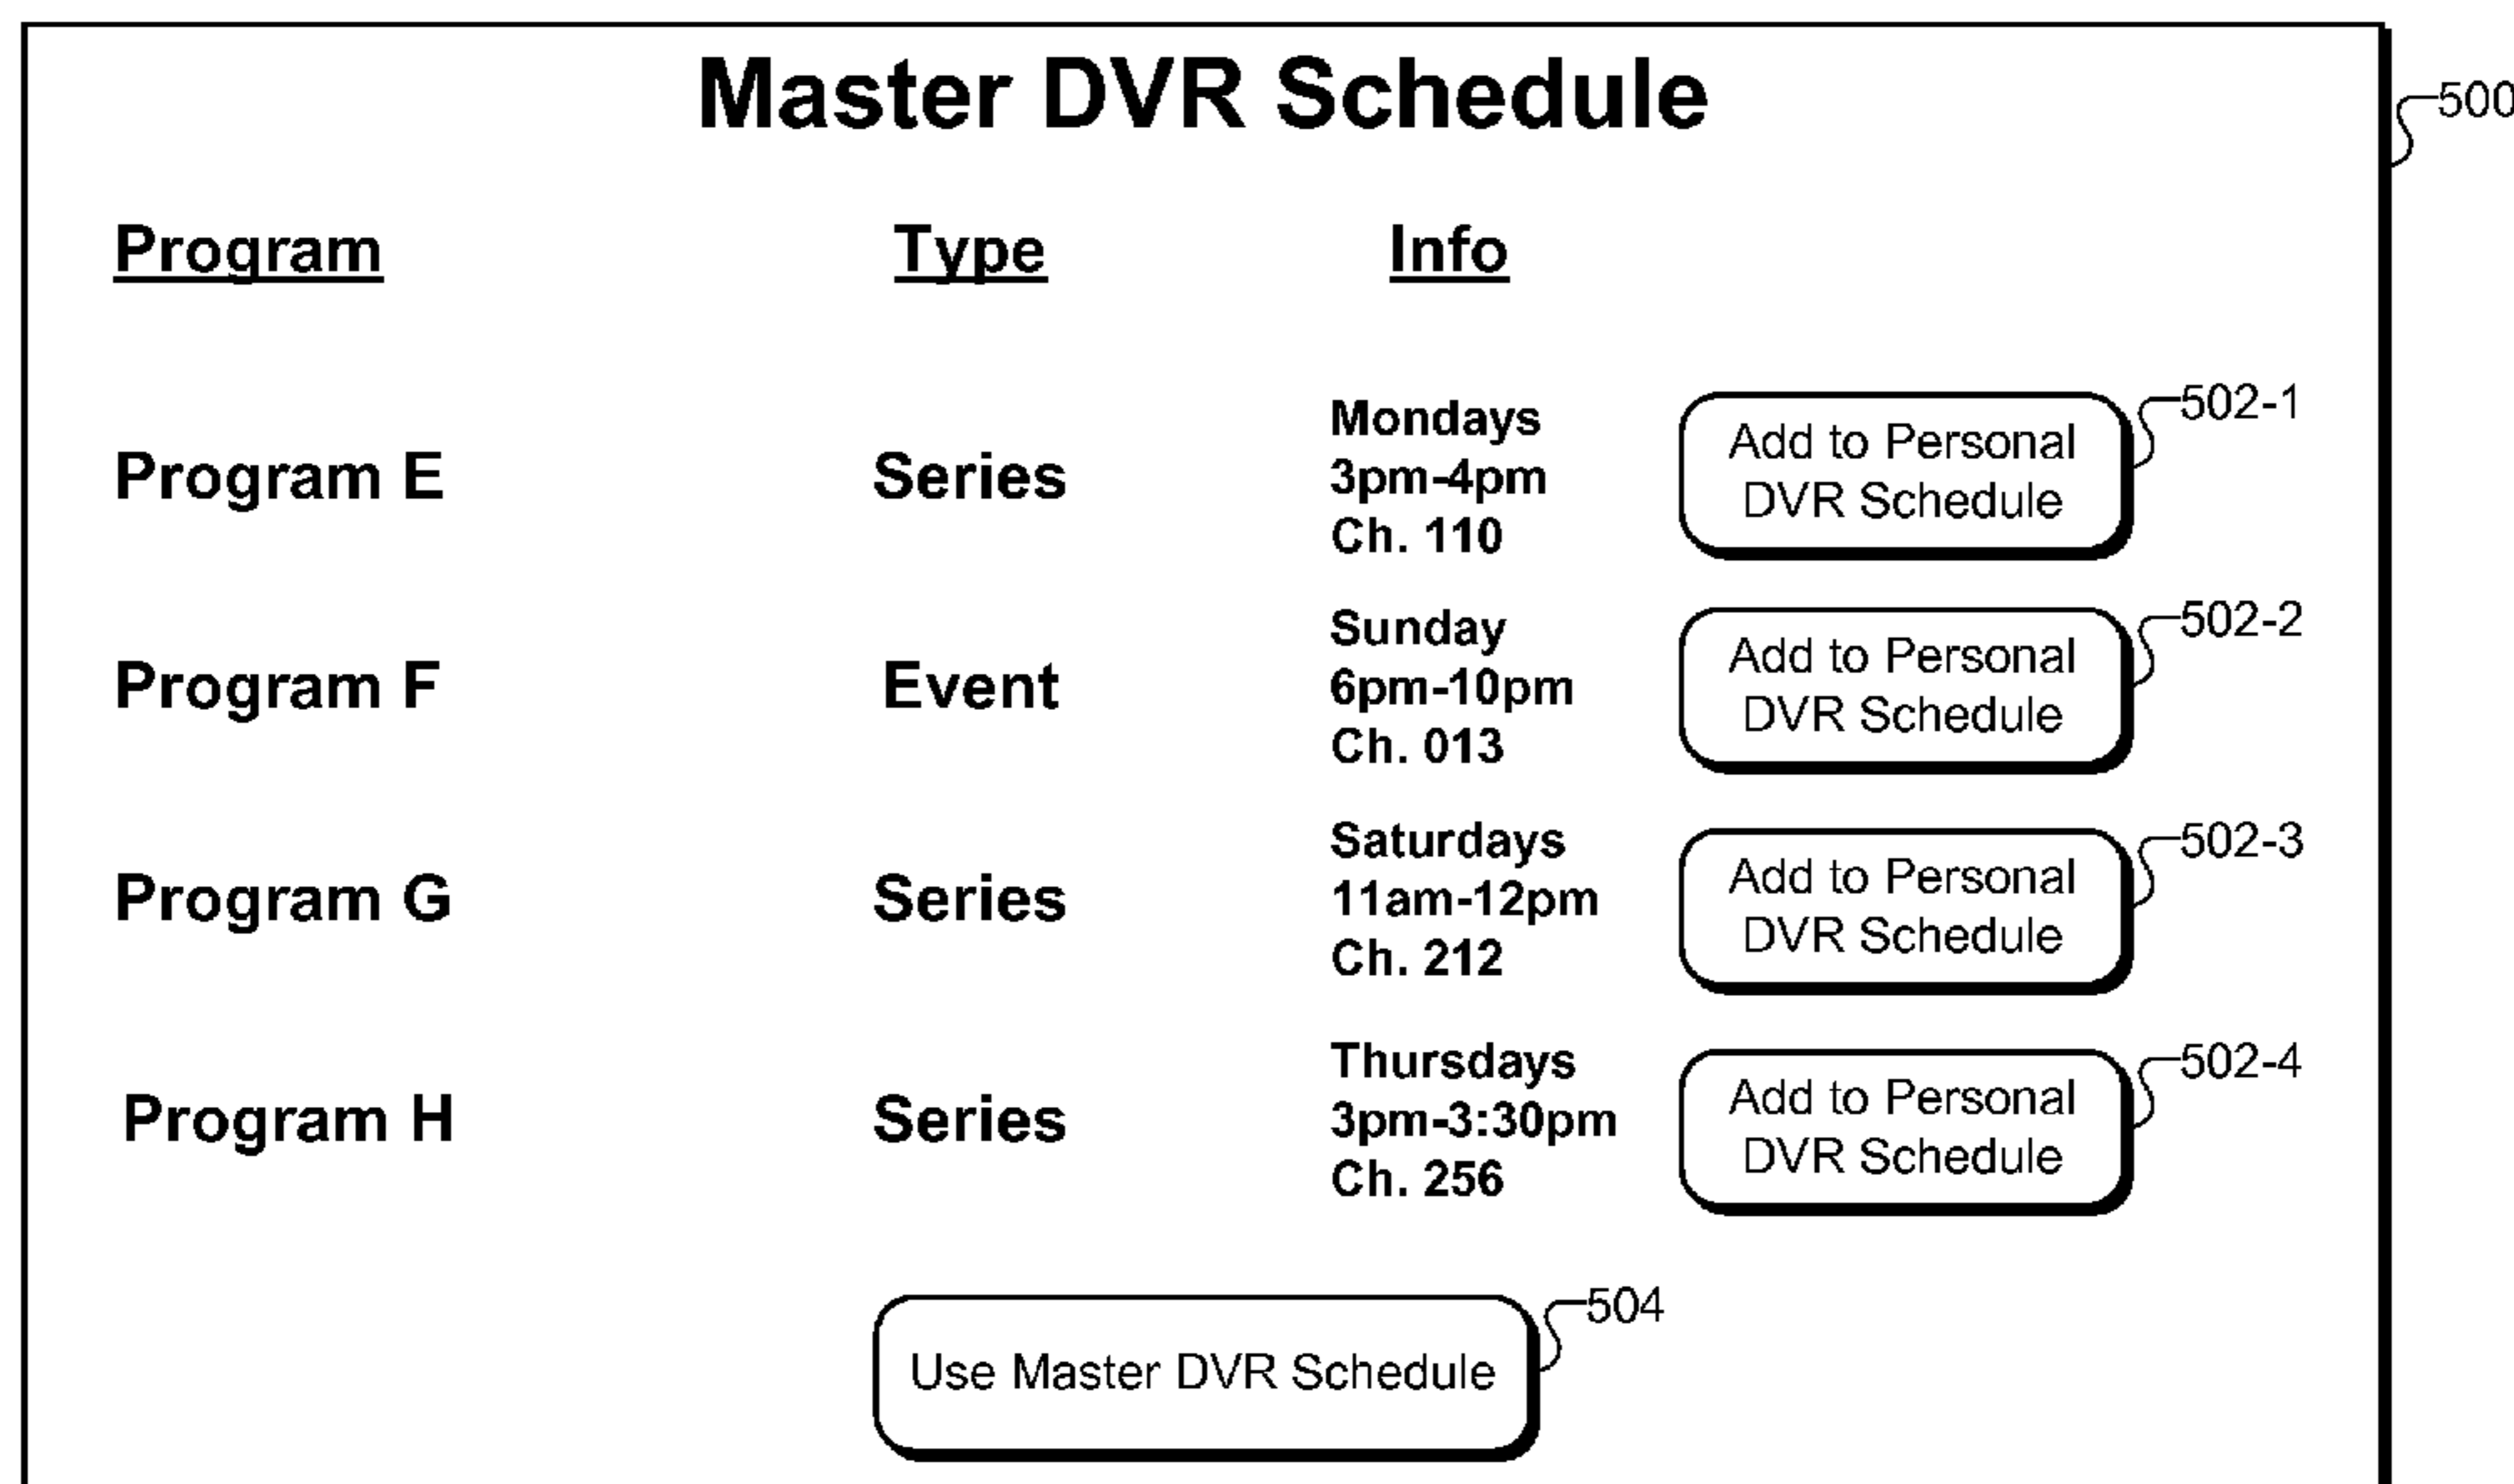 Master DVR Schedule
500
Program Type Info
Program E
Series
Mondays
3pm-4pm
Ch. 110
Add to Personal
DVR Schedule
502-1
Program F
Event
Sunday
6pm-10pm
Ch. 013
Add to Personal
DVR Schedule
502-2
Program G
Series
Saturdays
11am-12pm
Ch. 212
Add to Personal
DVR Schedule
502-3
Program H
Series
Thursdays
3pm-3:30pm
Ch. 256
Add to Personal
DVR Schedule
502-4
Use Master DVR Schedule
504